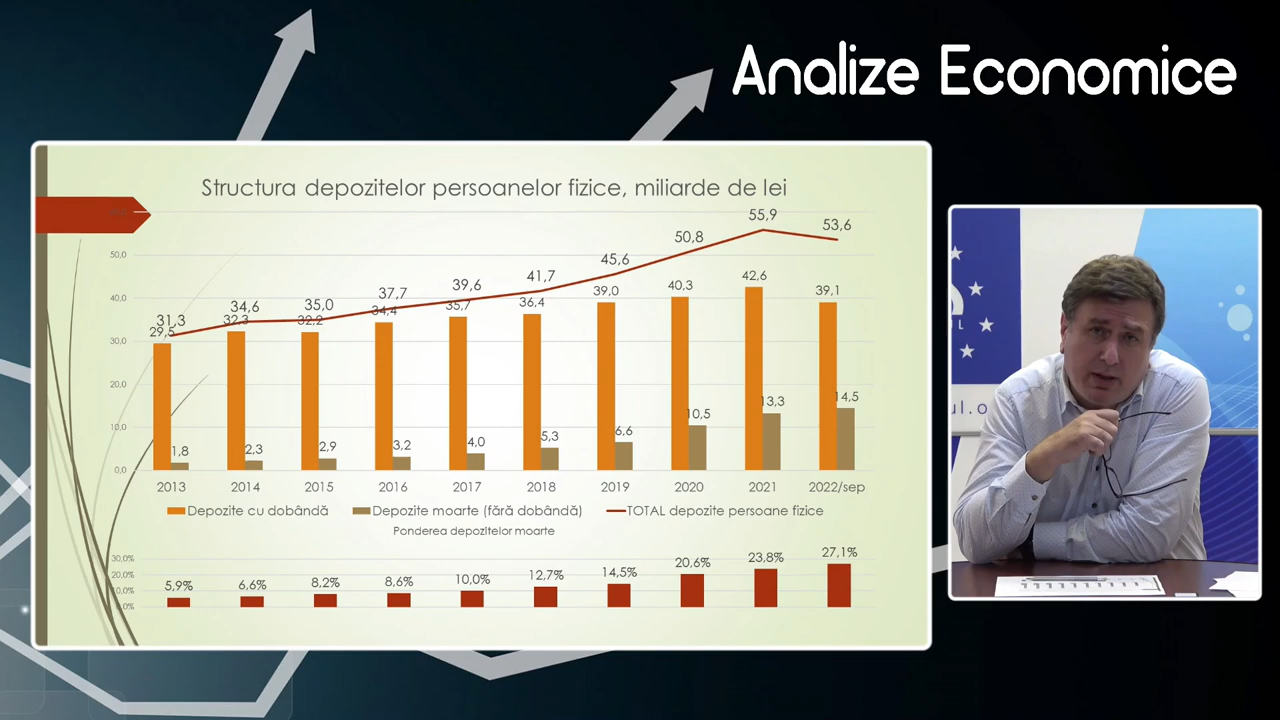 Analize Economice
Structura depozitelor persoanelor fizice, miliarde de lei
50,0
40,0
30,0
20,0
10,0
0,0
31,3 34,6 35,0 37,7 39,6 41,7 45,6 50,8 55,9 53,6
29,5 32,3 32,2 34,4 35,7 36,4 39,0 40,3 42,6 39,1
1,8 2,3 2,9 3,2 4,0 5,3 6,6 10,5 13,3 14,5
2013 2014 2015 2016 2017 2018 2019 2020 2021 2022/sep
Depozite cu dobândă Depozite moarte (fără dobândă) TOTAL depozite persoane fizice
Ponderea depozitelor moarte
30,0%
20,0%
5,9% 6,6% 8,2% 8,6% 10,0% 12,7% 14,5% 20,6% 23,8% 27,1%
ul.o